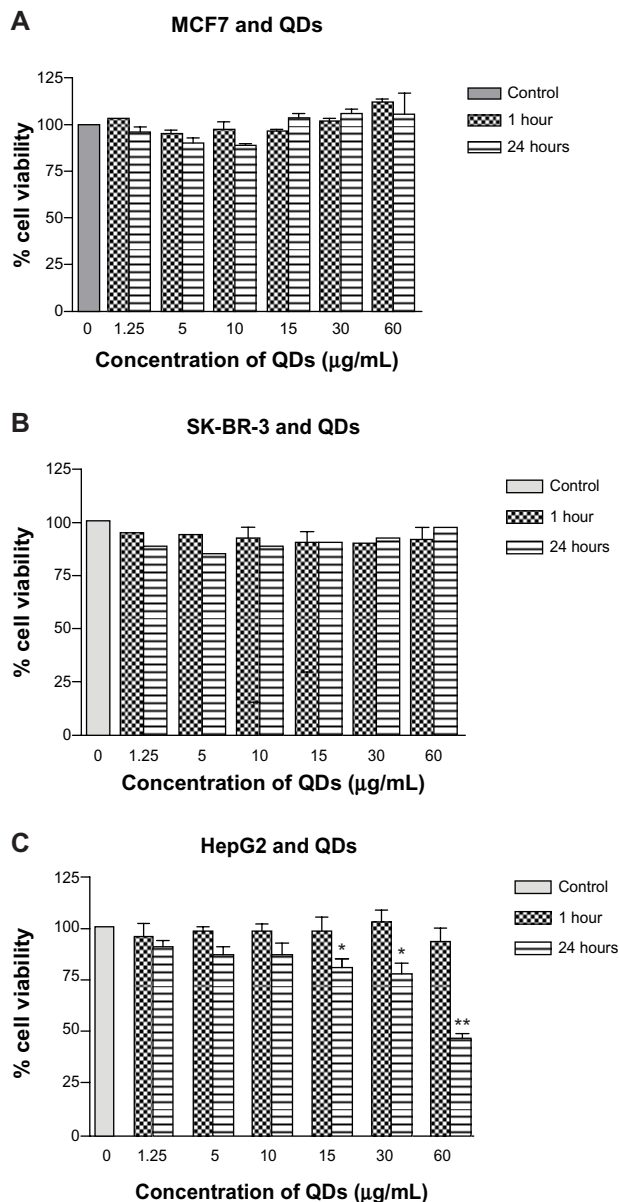 A
MCF7 and QDs
125
100
75
50
25
0
% cell viability
0 1.25 5 10 15 30 60
Concentration of QDs (μg/mL)
Control
1 hour
24 hours
B
SK-BR-3 and QDs
125
100
75
50
25
0
% cell viability
0 1.25 5 10 15 30 60
Concentration of QDs (μg/mL)
Control
1 hour
24 hours
C
HepG2 and QDs
125
100
75
50
25
0
% cell viability
* * **
0 1.25 5 10 15 30 60
Concentration of QDs (μg/mL)
Control
1 hour
24 hours